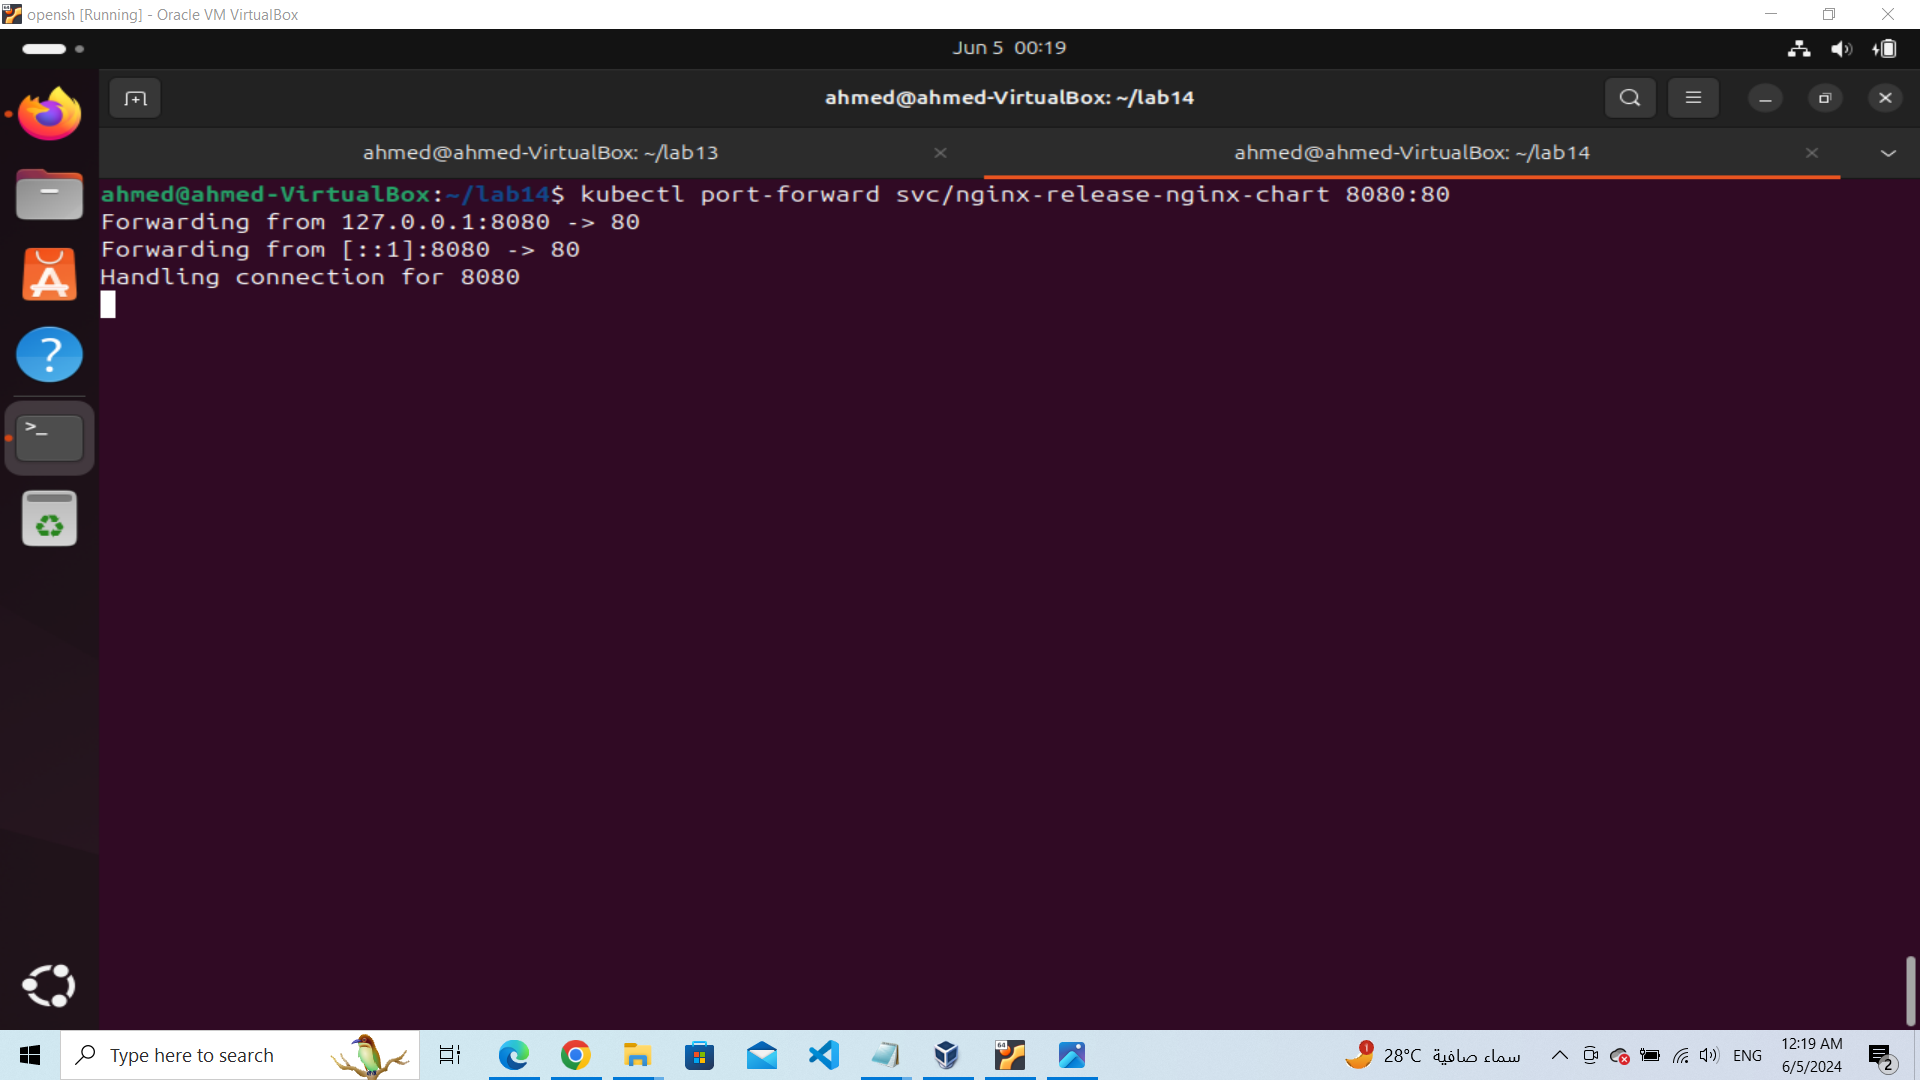 opensh [Running] - Oracle VM VirtualBox
Jun 5 00:19
ahmed@ahmed-VirtualBox: ~/lab14
ahmed@ahmed-VirtualBox: ~/lab13
ahmed@ahmed-VirtualBox: ~/lab14
ahmed@ahmed-VirtualBox:~/lab14$ kubectl port-forward svc/nginx-release-nginx-chart 8080:80
Forwarding from 127.0.0.1:8080 -> 80
Forwarding from [::1]:8080 -> 80
Handling connection for 8080
Type here to search
1
28°C سماء صافية
ENG
12:19 AM
6/5/2024
2